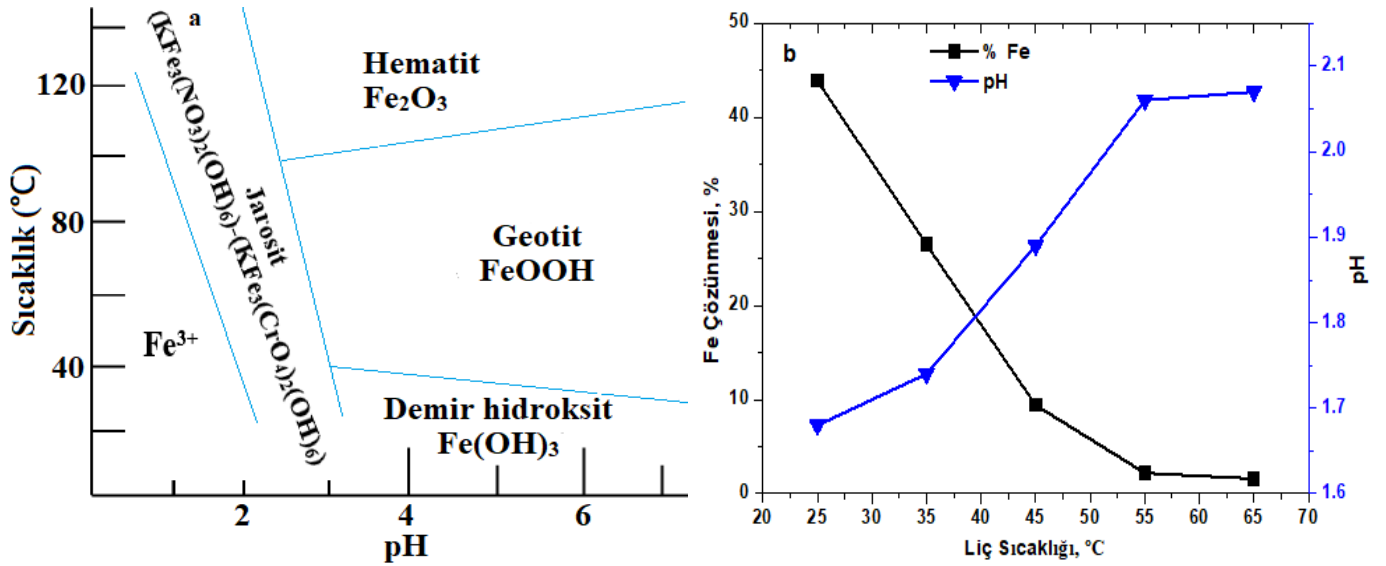 a
(KFe₃(NO₃)₂(OH)₆)-(KFe₃(CrO₄)₂(OH)₆)
Jarosit
Hematit
Fe₂O₃
Geotit
FeOOH
Fe³⁺
Demir hidroksit
Fe(OH)₃
120
80
40
Sıcaklık (°C)
2
4
6
pH
b
% Fe
pH
50
40
30
20
10
0
Fe Çözünmesi, %
2.1
2.0
1.9
1.8
1.7
1.6
pH
20 25 30 35 40 45 50 55 60 65 70
Liç Sıcaklığı, °C